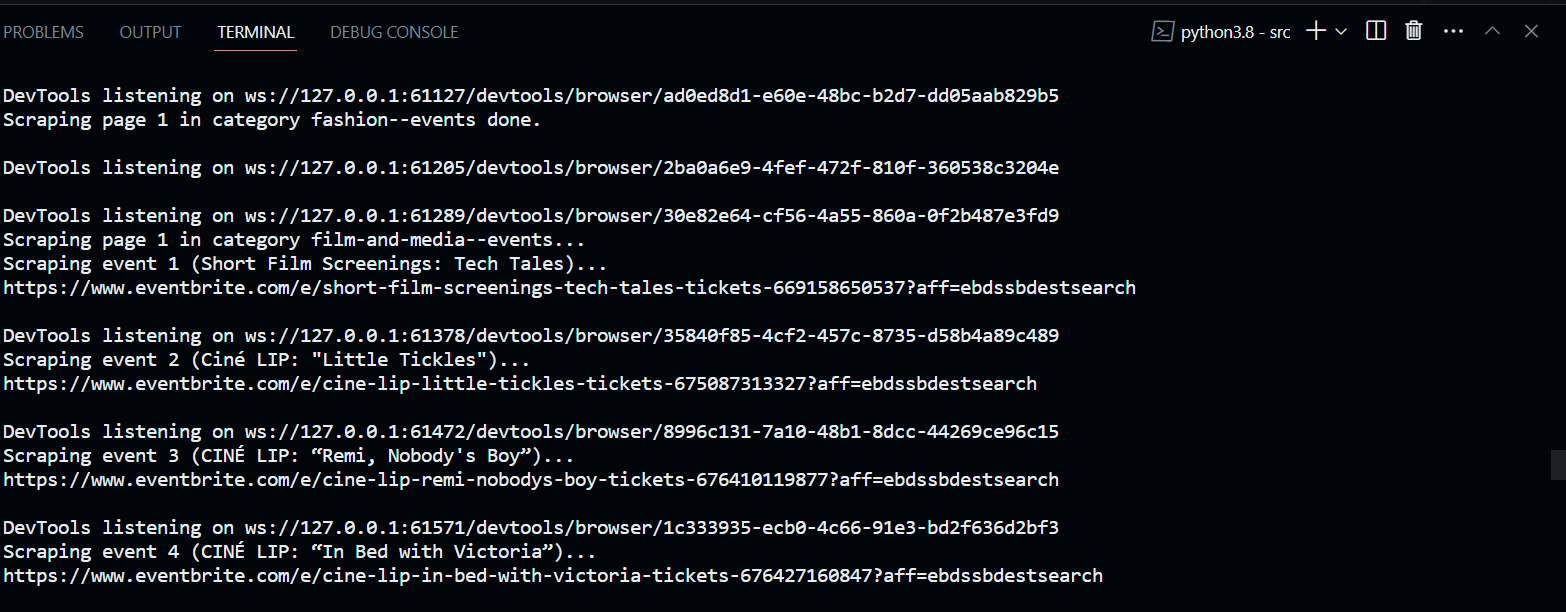 PROBLEMS OUTPUT TERMINAL DEBUG CONSOLE python3.8 - src
DevTools listening on ws://127.0.0.1:61127/devtools/browser/ad0ed8d1-e60e-48bc-b2d7-dd05aab829b5
Scraping page 1 in category fashion--events done.
DevTools listening on ws://127.0.0.1:61205/devtools/browser/2ba0a6e9-4fef-472f-810f-360538c3204e
DevTools listening on ws://127.0.0.1:61289/devtools/browser/30e82e64-cf56-4a55-860a-0f2b487e3fd9
Scraping page 1 in category film-and-media--events...
Scraping event 1 (Short Film Screenings: Tech Tales)...
https://www.eventbrite.com/e/short-film-screenings-tech-tales-tickets-669158650537?aff=ebdssbdestsearch
DevTools listening on ws://127.0.0.1:61378/devtools/browser/35840f85-4cf2-457c-8735-d58b4a89c489
Scraping event 2 (Ciné LIP: "Little Tickles")...
https://www.eventbrite.com/e/cine-lip-little-tickles-tickets-675087313327?aff=ebdssbdestsearch
DevTools listening on ws://127.0.0.1:61472/devtools/browser/8996c131-7a10-48b1-8dcc-44269ce96c15
Scraping event 3 (CINÉ LIP: “Remi, Nobody's Boy”)...
https://www.eventbrite.com/e/cine-lip-remi-nobodys-boy-tickets-676410119877?aff=ebdssbdestsearch
DevTools listening on ws://127.0.0.1:61571/devtools/browser/1c333935-ecb0-4c66-91e3-bd2f636d2bf3
Scraping event 4 (CINÉ LIP: “In Bed with Victoria”)...
https://www.eventbrite.com/e/cine-lip-in-bed-with-victoria-tickets-676427160847?aff=ebdssbdestsearch